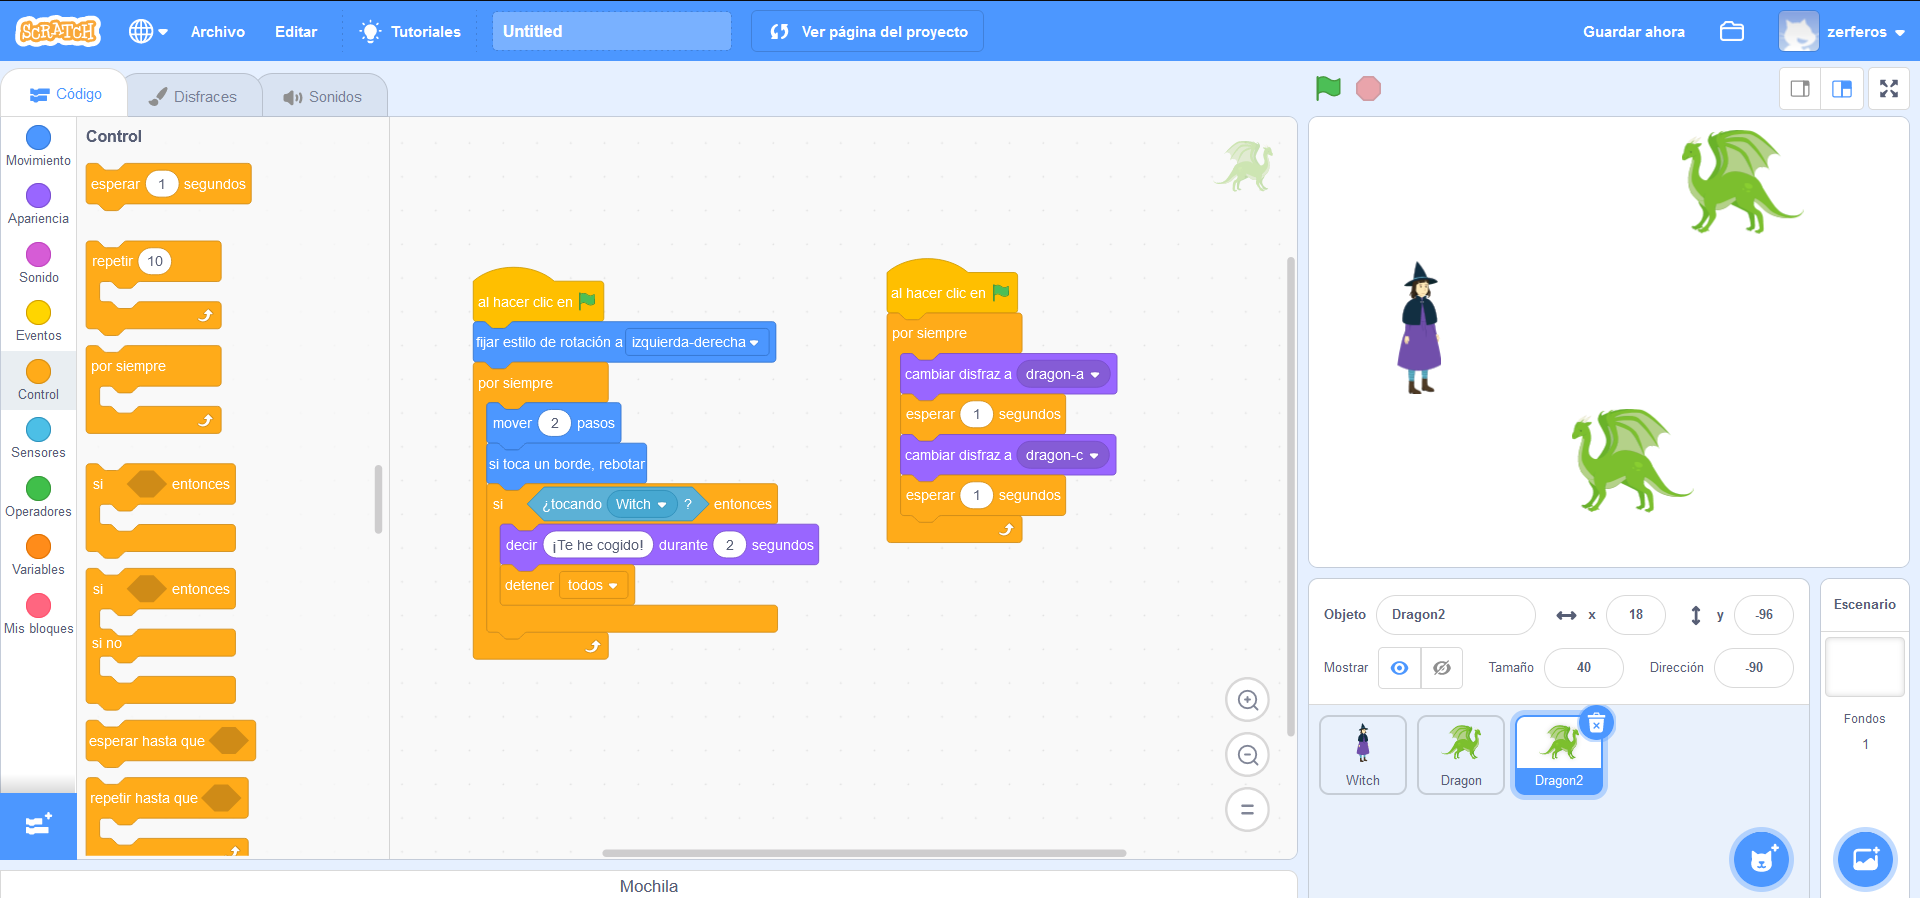 SCRATCH
Archivo
Editar
Tutoriales
Untitled
Ver página del proyecto
Guardar ahora
zerferos
Código
Disfraces
Sonidos
Movimiento
Apariencia
Sonido
Eventos
Control
Sensores
Operadores
Variables
Mis bloques
Control
esperar 1 segundos
repetir 10
por siempre
si entonces
si entonces
si no
esperar hasta que
repetir hasta que
al hacer clic en
fijar estilo de rotación a izquierda-derecha
por siempre
mover 2 pasos
si toca un borde, rebotar
si ¿tocando Witch ? entonces
decir ¡Te he cogido! durante 2 segundos
detener todos
al hacer clic en
por siempre
cambiar disfraz a dragon-a
esperar 1 segundos
cambiar disfraz a dragon-c
esperar 1 segundos
Mochila
Objeto Dragon2 x 18 y -96
Mostrar Tamaño 40 Dirección -90
Witch
Dragon
Dragon2
Escenario
Fondos
1